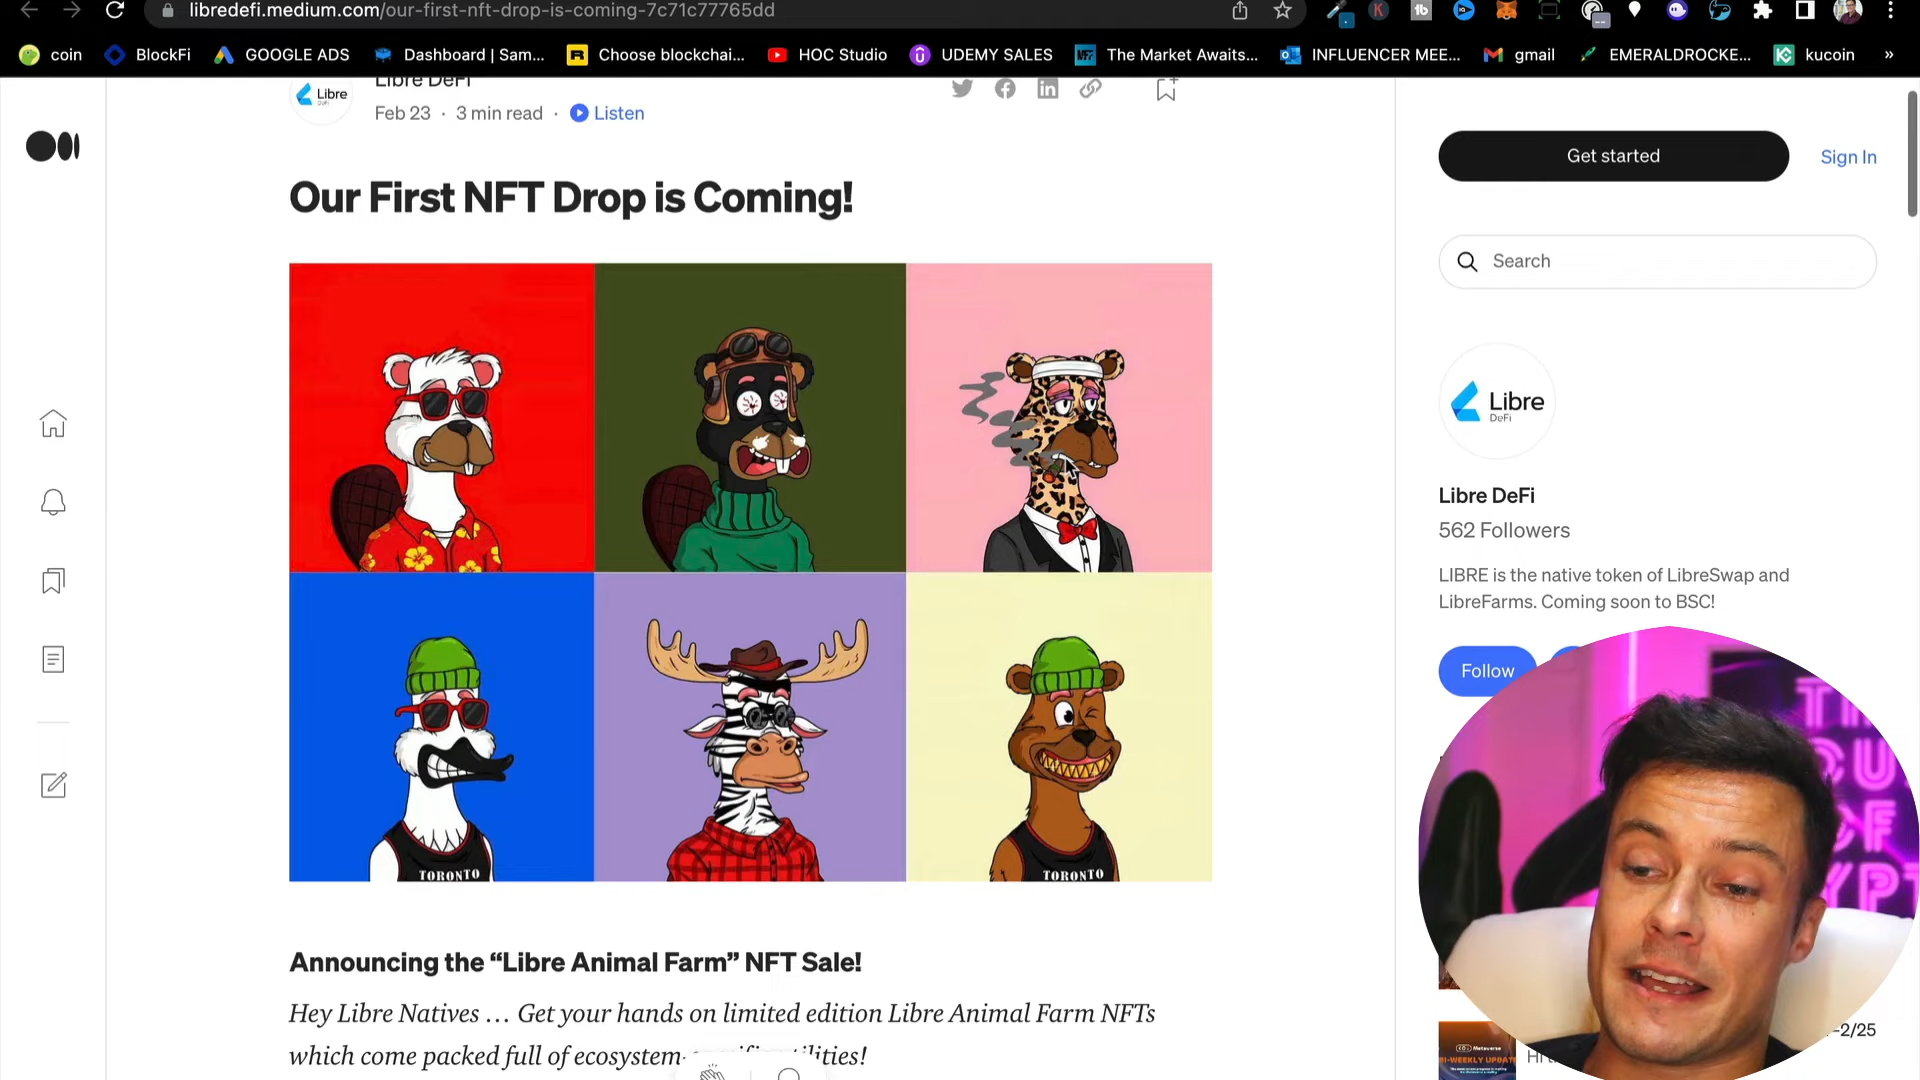 libredefi.medium.com/our-first-nft-drop-is-coming-7c71c77765dd
coin BlockFi GOOGLE ADS Dashboard | Sam... Choose blockchai... HOC Studio UDEMY SALES The Market Awaits... INFLUENCER MEE... gmail EMERALDROCKE... kucoin »
Libre DeFi
Libre
Feb 23 · 3 min read · Listen
Our First NFT Drop is Coming!
TORONTO
TORONTO
Announcing the “Libre Animal Farm” NFT Sale!
Hey Libre Natives … Get your hands on limited edition Libre Animal Farm NFTs
which come packed full of ecosystem-
Get started
Sign In
Search
Libre
DeFi
Libre DeFi
562 Followers
LIBRE is the native token of LibreSwap and
LibreFarms. Coming soon to BSC!
Follow
-2/25
BI-WEEKLY UPDATE